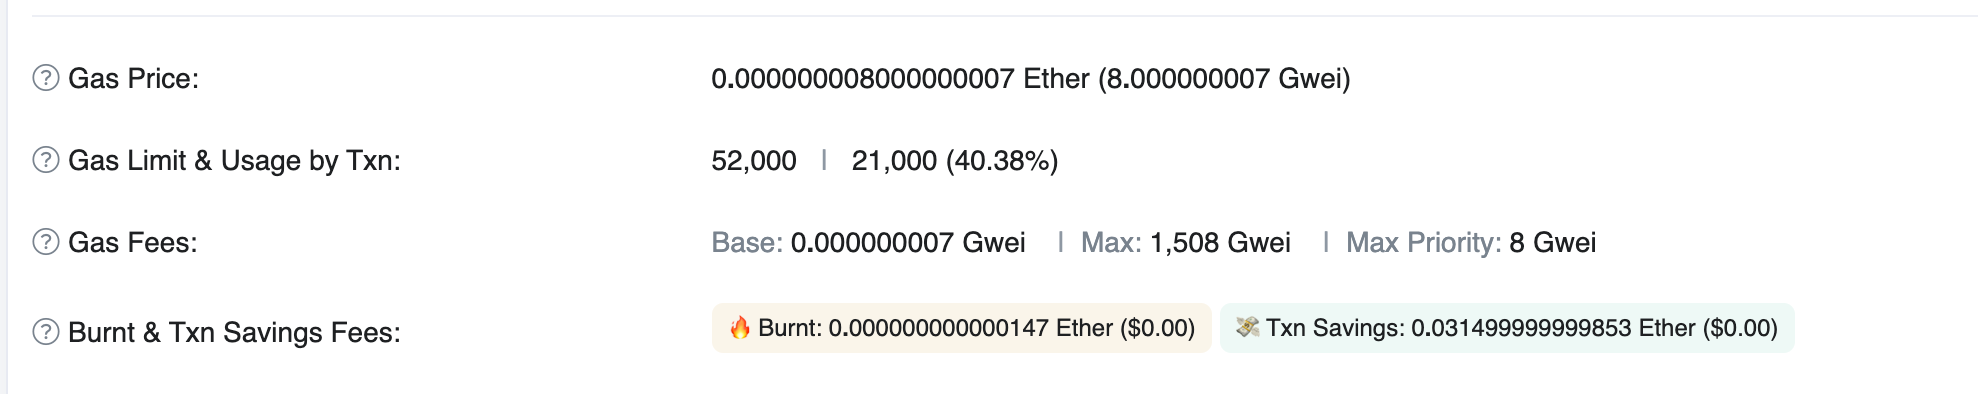 Gas Price: 0.000000008000000007 Ether (8.000000007 Gwei)
Gas Limit & Usage by Txn: 52,000 | 21,000 (40.38%)
Gas Fees: Base: 0.000000007 Gwei | Max: 1,508 Gwei | Max Priority: 8 Gwei
Burnt & Txn Savings Fees: 🔥 Burnt: 0.000000000000147 Ether ($0.00) 💸 Txn Savings: 0.031499999999853 Ether ($0.00)